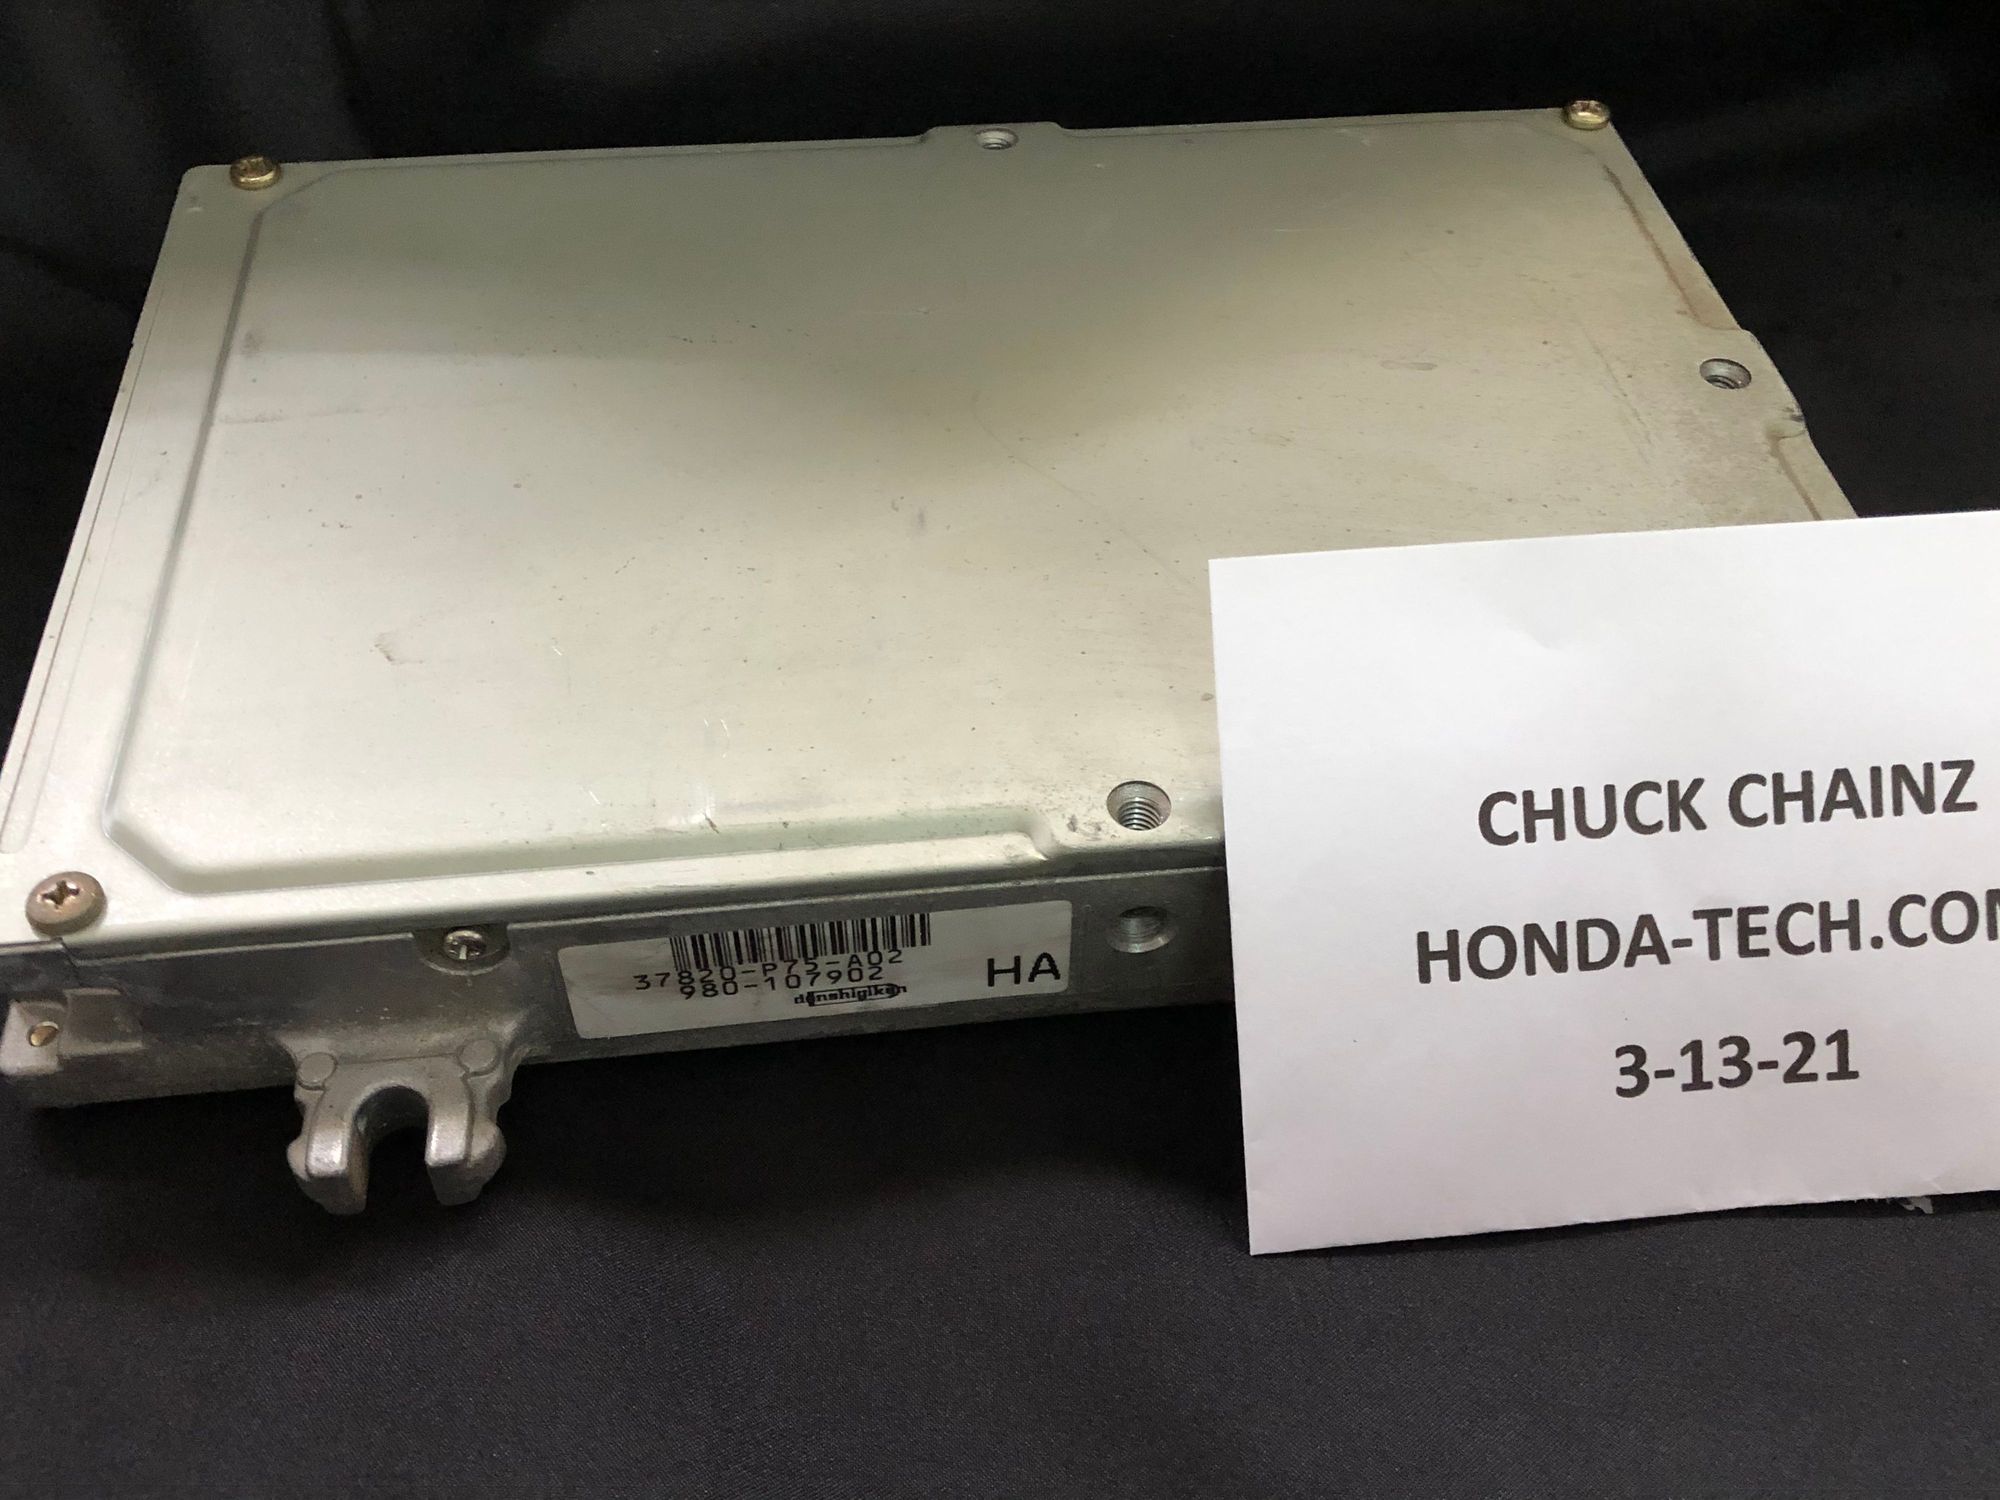 37820-P75-A02
980-107902
denshigiken
HA
CHUCK CHAINZ
HONDA-TECH.COM
3-13-21